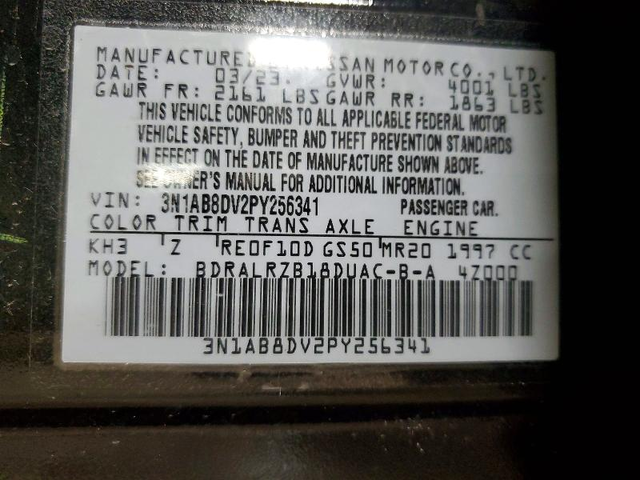 MANUFACTURED BY NISSAN MOTOR CO., LTD.
DATE: 03/23. GVWR: 4001 LBS
GAWR FR: 2161 LBS GAWR RR: 1863 LBS
THIS VEHICLE CONFORMS TO ALL APPLICABLE FEDERAL MOTOR
VEHICLE SAFETY, BUMPER AND THEFT PREVENTION STANDARDS
IN EFFECT ON THE DATE OF MANUFACTURE SHOWN ABOVE.
SEE OWNER'S MANUAL FOR ADDITIONAL INFORMATION.
VIN: 3N1AB8DV2PY256341 PASSENGER CAR.
COLOR TRIM TRANS AXLE ENGINE
KH3 Z RE0F10D GS50 MR20 1997 CC
MODEL: BDRALRZB18DUAC-B-A 4Z000
3N1AB8DV2PY256341